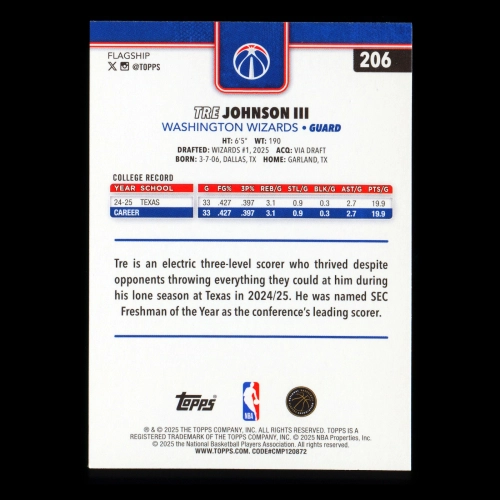 FLAGSHIP
@TOPPS
206
TRE JOHNSON III
WASHINGTON WIZARDS • GUARD
HT: 6'5" WT: 190
DRAFTED: WIZARDS #1, 2025 ACQ: VIA DRAFT
BORN: 3-7-06, DALLAS, TX HOME: GARLAND, TX
COLLEGE RECORD
YEAR SCHOOL G FG% 3P% REB/G STL/G BLK/G AST/G PTS/G
24-25 TEXAS 33 .427 .397 3.1 0.9 0.3 2.7 19.9
CAREER 33 .427 .397 3.1 0.9 0.3 2.7 19.9
Tre is an electric three-level scorer who thrived despite
opponents throwing everything they could at him during
his lone season at Texas in 2024/25. He was named SEC
Freshman of the Year as the conference's leading scorer.
Topps
NBA
® & © 2025 THE TOPPS COMPANY, INC. ALL RIGHTS RESERVED. TOPPS IS A
REGISTERED TRADEMARK OF THE TOPPS COMPANY, INC. © 2025 NBA Properties, Inc.
© 2025 the National Basketball Players Association. All rights reserved.
WWW.TOPPS.COM. CODE#CMP120872